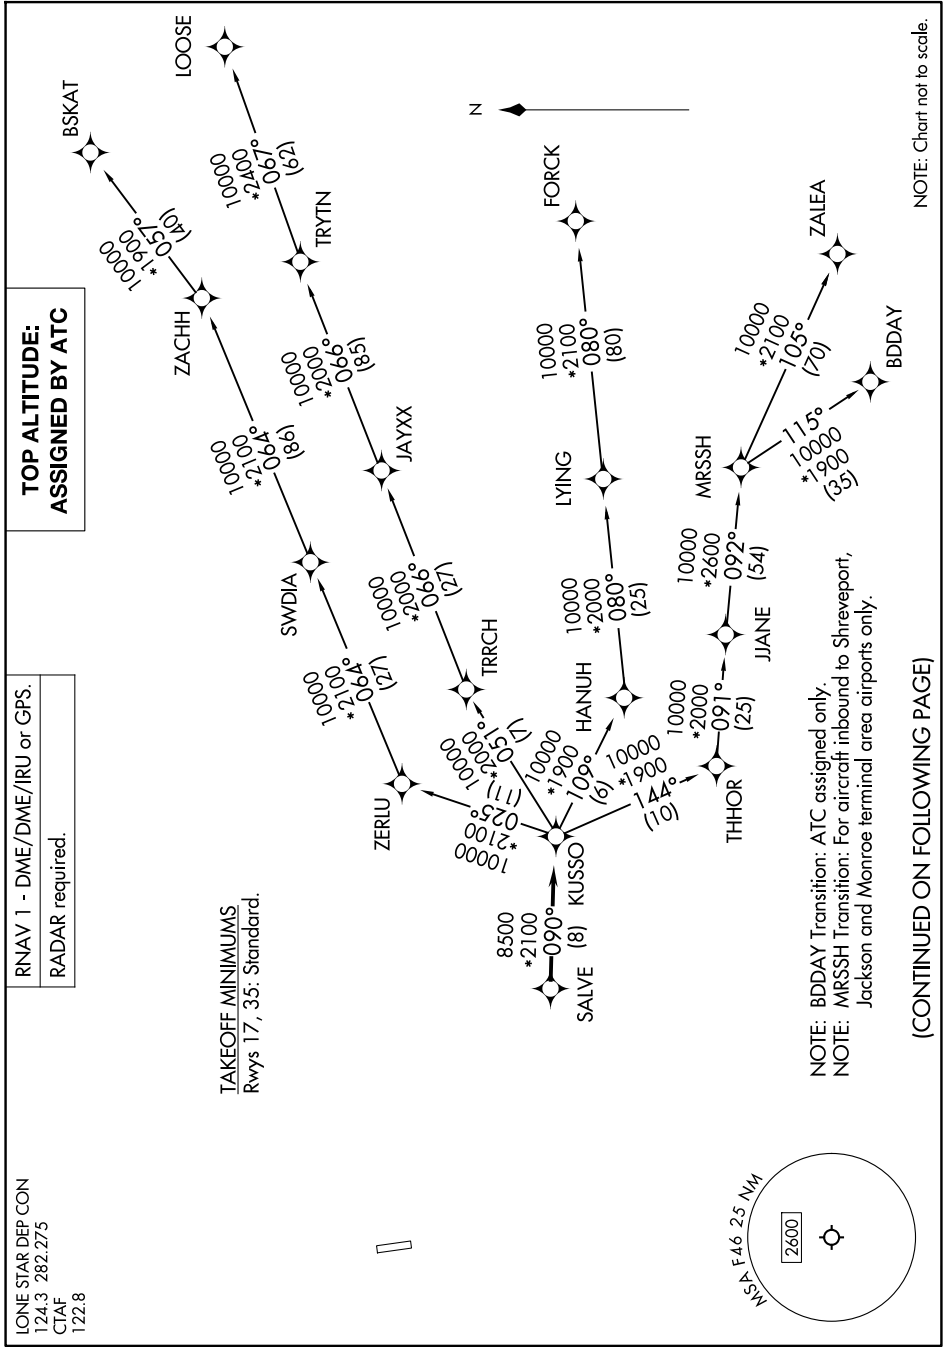 LONE STAR DEP CON
124.3 282.275
CTAF
122.8
RNAV 1 - DME/DME/IRU or GPS.
RADAR required.
TOP ALTITUDE:
ASSIGNED BY ATC
TAKEOFF MINIMUMS
Rwys 17, 35: Standard.
BSKAT
10000
*1900
057°
(40)
ZACHH
10000
*2100
064°
(86)
SWDIA
10000
*2100
064°
(27)
ZERLU
10000
*2100
025°
(11)
LOOSE
10000
*2400
067°
(62)
TRYTN
10000
*2000
066°
(85)
JAYXX
10000
*2000
066°
(27)
TRRCH
10000
*2000
051°
(7)
N
FORCK
10000
*2100
080°
(80)
LYING
10000
*2000
080°
(25)
HANUH
10000
*1900
109°
(6)
SALVE
8500
*2100
090°
(8)
KUSSO
10000
*1900
144°
(10)
THHOR
10000
*2000
091°
(25)
JJANE
10000
*2600
092°
(54)
MRSSH
10000
*2100
105°
(70)
ZALEA
115°
10000
*1900
(35)
BDDAY
MSA F46 25 NM
2600
NOTE: BDDAY Transition: ATC assigned only.
NOTE: MRSSH Transition: For aircraft inbound to Shreveport,
Jackson and Monroe terminal area airports only.
NOTE: Chart not to scale.
(CONTINUED ON FOLLOWING PAGE)